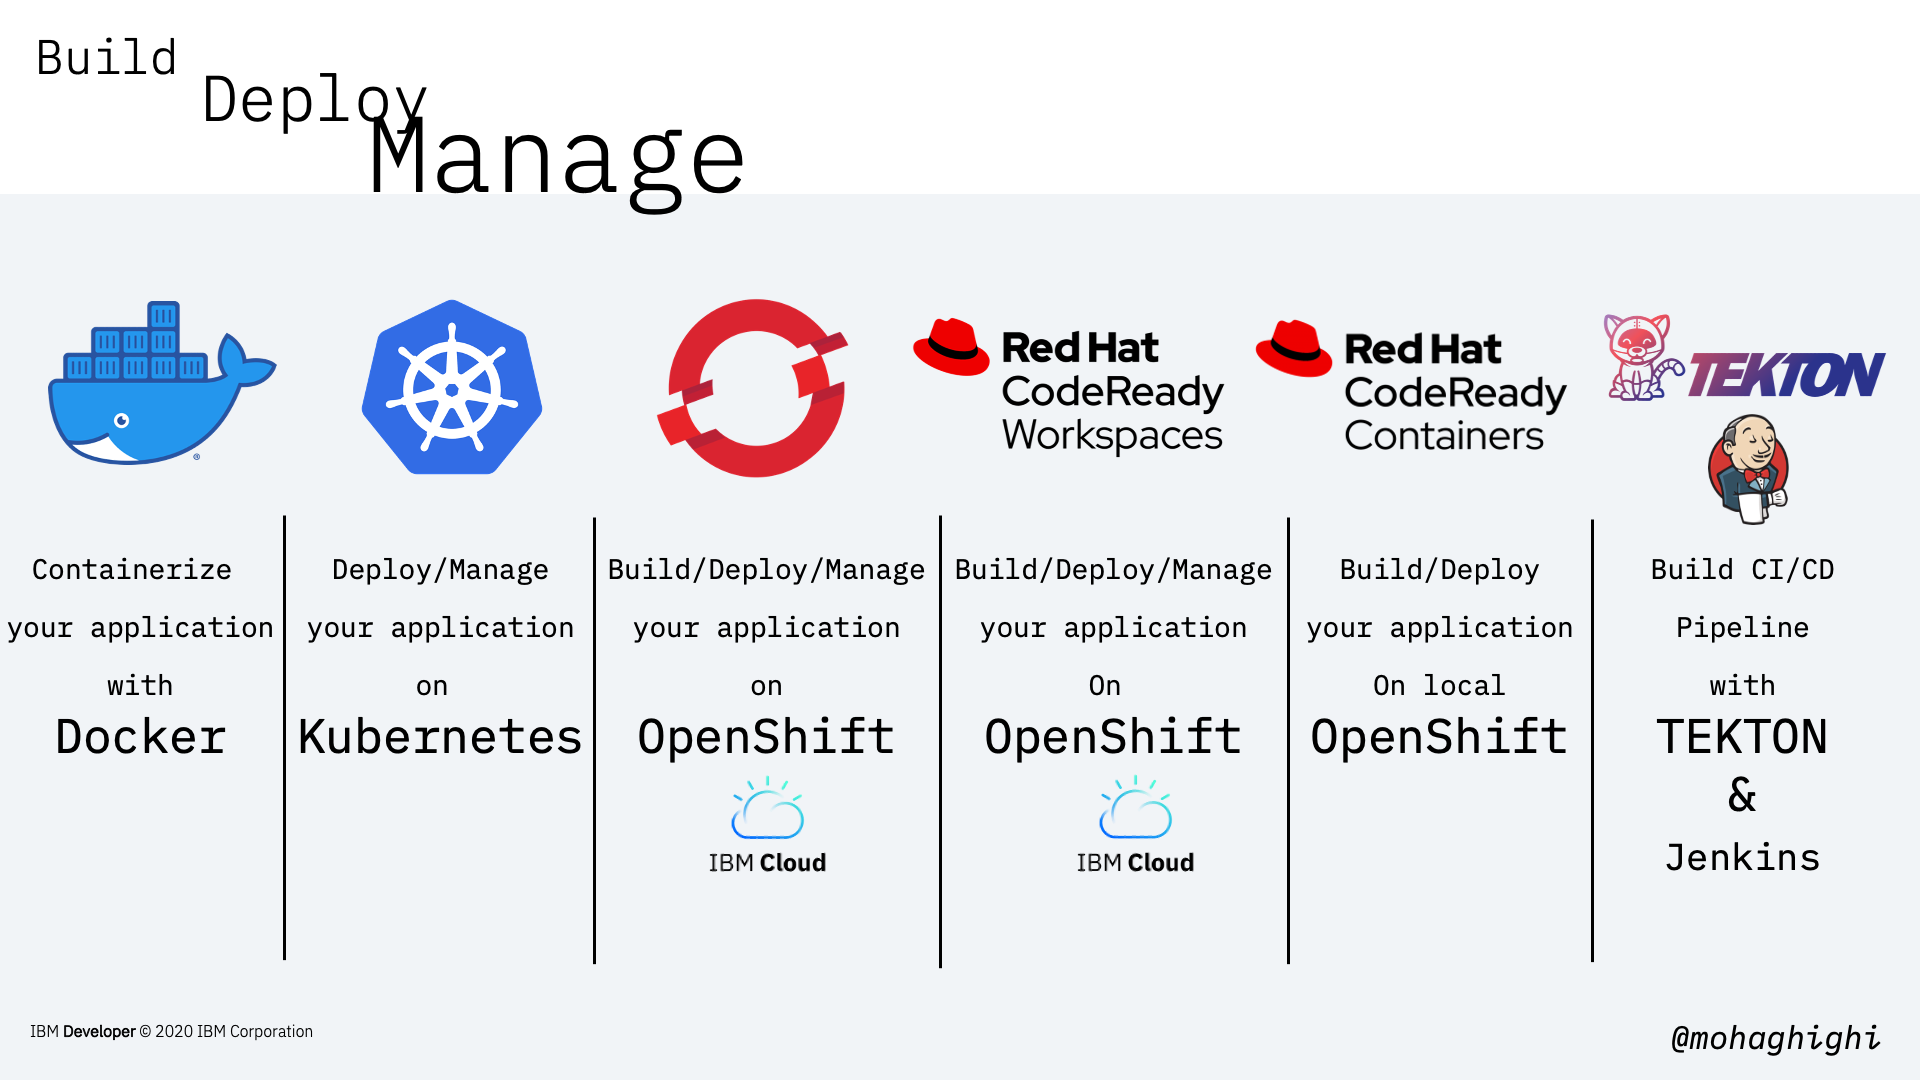 Build
Deploy
Manage
Red Hat
CodeReady
Workspaces
Red Hat
CodeReady
Containers
TEKTON
Containerize
your application
with
Docker
Deploy/Manage
your application
on
Kubernetes
Build/Deploy/Manage
your application
on
OpenShift
IBM Cloud
Build/Deploy/Manage
your application
On
OpenShift
IBM Cloud
Build/Deploy
your application
On local
OpenShift
Build CI/CD
Pipeline
with
TEKTON
&
Jenkins
IBM Developer © 2020 IBM Corporation
@mohaghighi